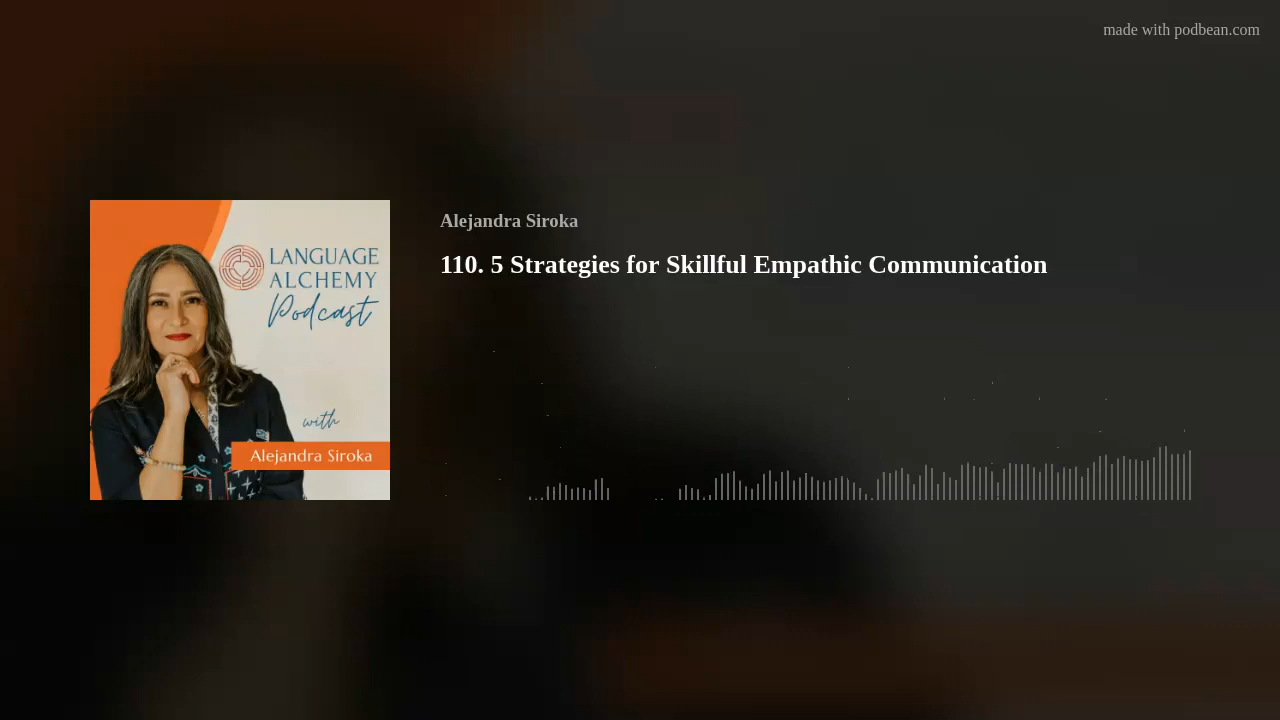 made with podbean.com
Alejandra Siroka
110. 5 Strategies for Skillful Empathic Communication
LANGUAGE
ALCHEMY
Podcast
with
Alejandra Siroka